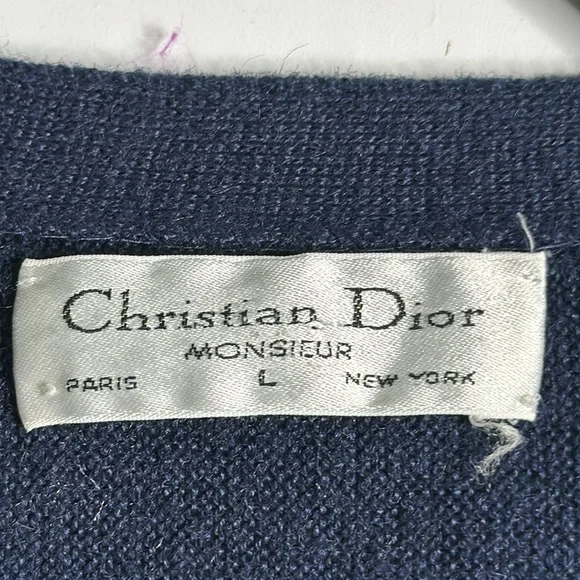 Christian Dior
MONSIEUR
PARIS L NEW YORK